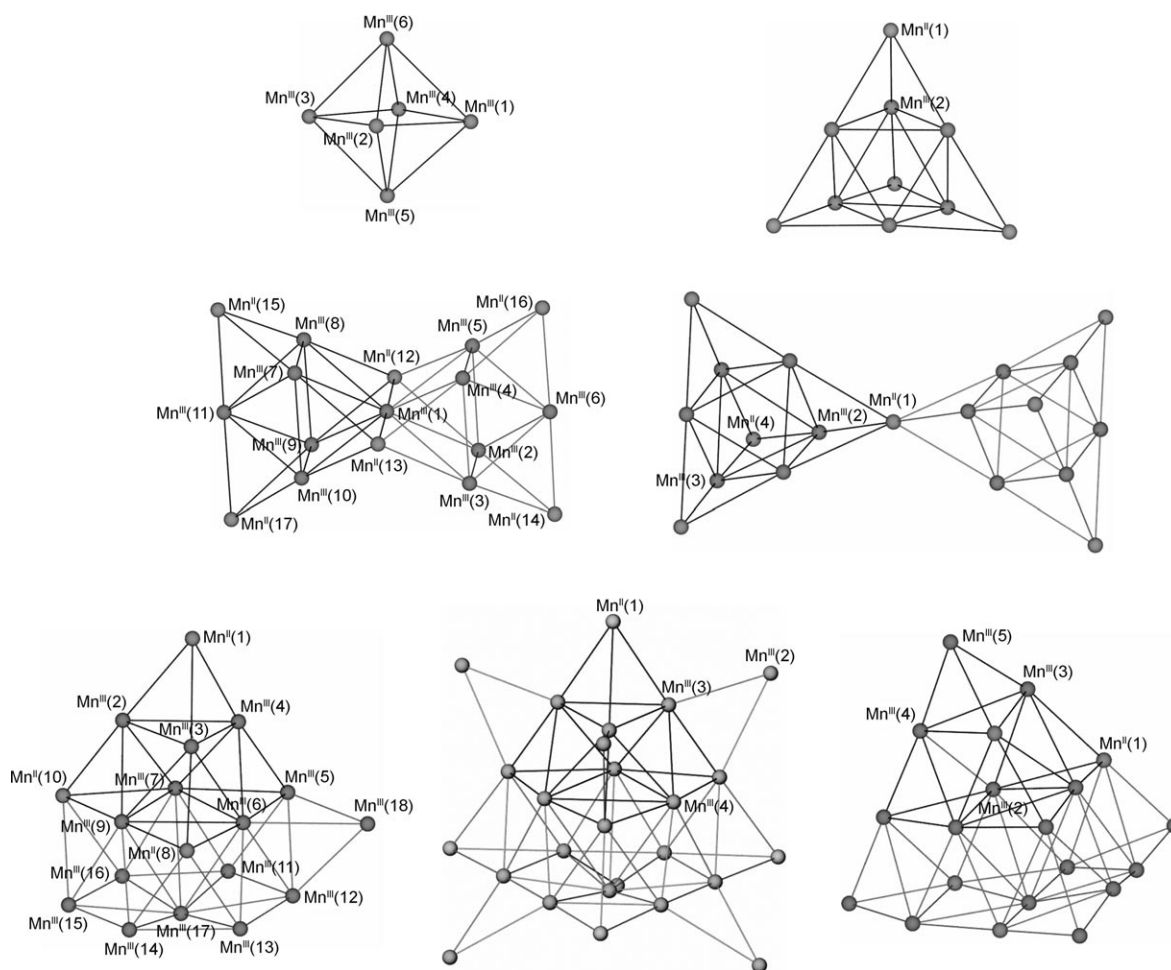 Mn^III(6)
Mn^III(3)
Mn^III(4)
Mn^III(1)
Mn^III(2)
Mn^III(5)
Mn^II(1)
Mn^III(2)
Mn^II(15)
Mn^II(16)
Mn^III(8)
Mn^III(5)
Mn^II(12)
Mn^III(7)
Mn^III(4)
Mn^III(11)
Mn^III(1)
Mn^III(6)
Mn^III(9)
Mn^II(13)
Mn^III(2)
Mn^III(10)
Mn^III(3)
Mn^II(17)
Mn^II(14)
Mn^II(1)
Mn^II(4)
Mn^III(2)
Mn^III(3)
Mn^II(1)
Mn^III(2)
Mn^III(3)
Mn^III(4)
Mn^II(10)
Mn^III(7)
Mn^III(5)
Mn^III(9)
Mn^III(6)
Mn^III(18)
Mn^II(8)
Mn^III(16)
Mn^II(11)
Mn^III(12)
Mn^III(15)
Mn^III(14)
Mn^III(17)
Mn^III(13)
Mn^II(1)
Mn^III(2)
Mn^III(3)
Mn^III(4)
Mn^III(5)
Mn^III(3)
Mn^III(4)
Mn^II(1)
Mn^III(2)